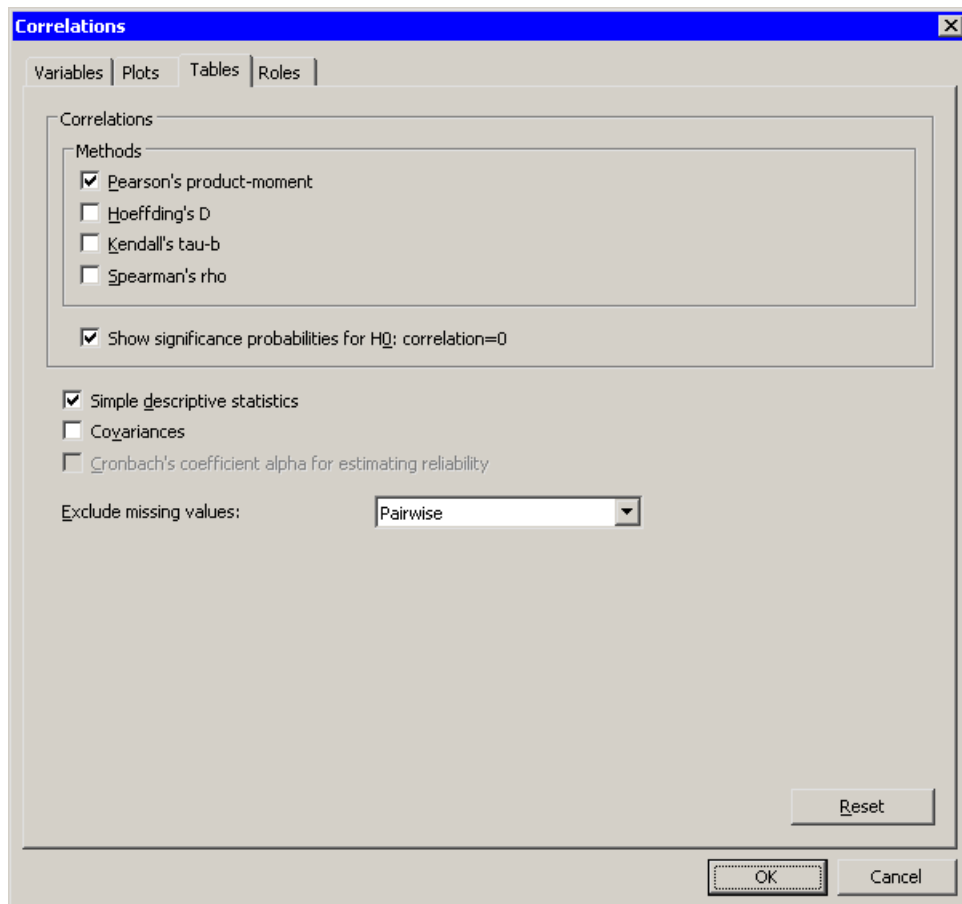 Correlations
Variables Plots Tables Roles
Correlations
Methods
Pearson's product-moment
Hoeffding's D
Kendall's tau-b
Spearman's rho
Show significance probabilities for H0: correlation=0
Simple descriptive statistics
Covariances
Cronbach's coefficient alpha for estimating reliability
Exclude missing values: Pairwise
Reset
OK Cancel